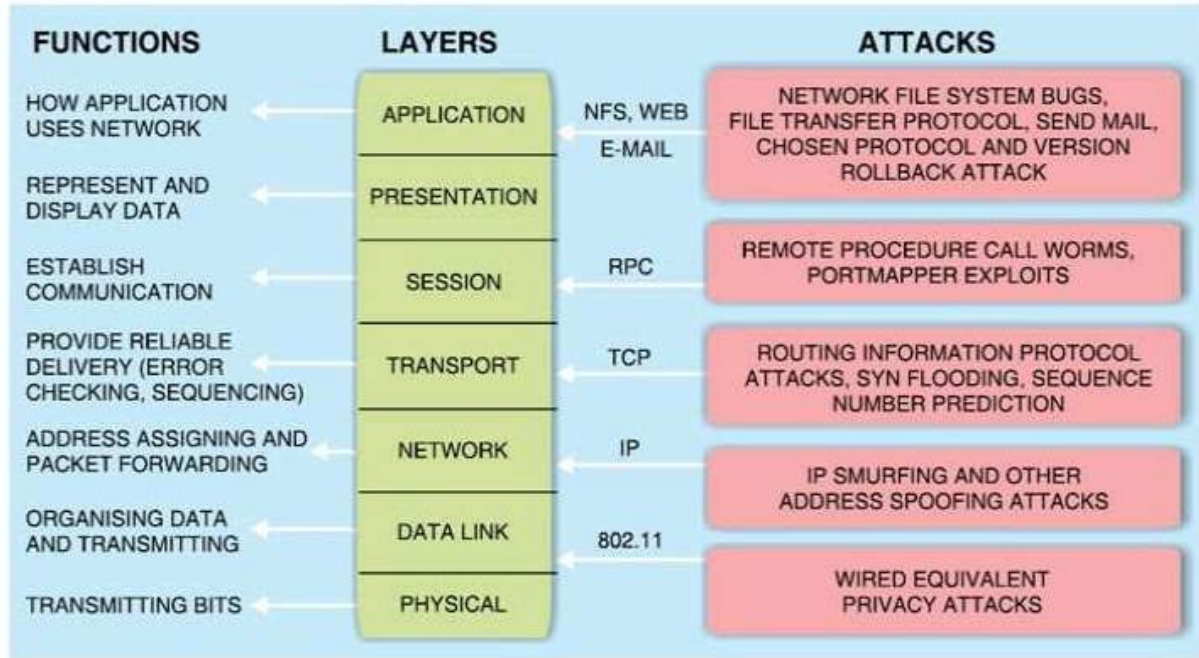 FUNCTIONS
LAYERS
ATTACKS
HOW APPLICATION
USES NETWORK
APPLICATION
NFS, WEB
E-MAIL
NETWORK FILE SYSTEM BUGS,
FILE TRANSFER PROTOCOL, SEND MAIL,
CHOSEN PROTOCOL AND VERSION
ROLLBACK ATTACK
REPRESENT AND
DISPLAY DATA
PRESENTATION
ESTABLISH
COMMUNICATION
SESSION
RPC
REMOTE PROCEDURE CALL WORMS,
PORTMAPPER EXPLOITS
PROVIDE RELIABLE
DELIVERY (ERROR
CHECKING, SEQUENCING)
TRANSPORT
TCP
ROUTING INFORMATION PROTOCOL
ATTACKS, SYN FLOODING, SEQUENCE
NUMBER PREDICTION
ADDRESS ASSIGNING AND
PACKET FORWARDING
NETWORK
IP
IP SMURFING AND OTHER
ADDRESS SPOOFING ATTACKS
ORGANISING DATA
AND TRANSMITTING
DATA LINK
802.11
WIRED EQUIVALENT
PRIVACY ATTACKS
TRANSMITTING BITS
PHYSICAL